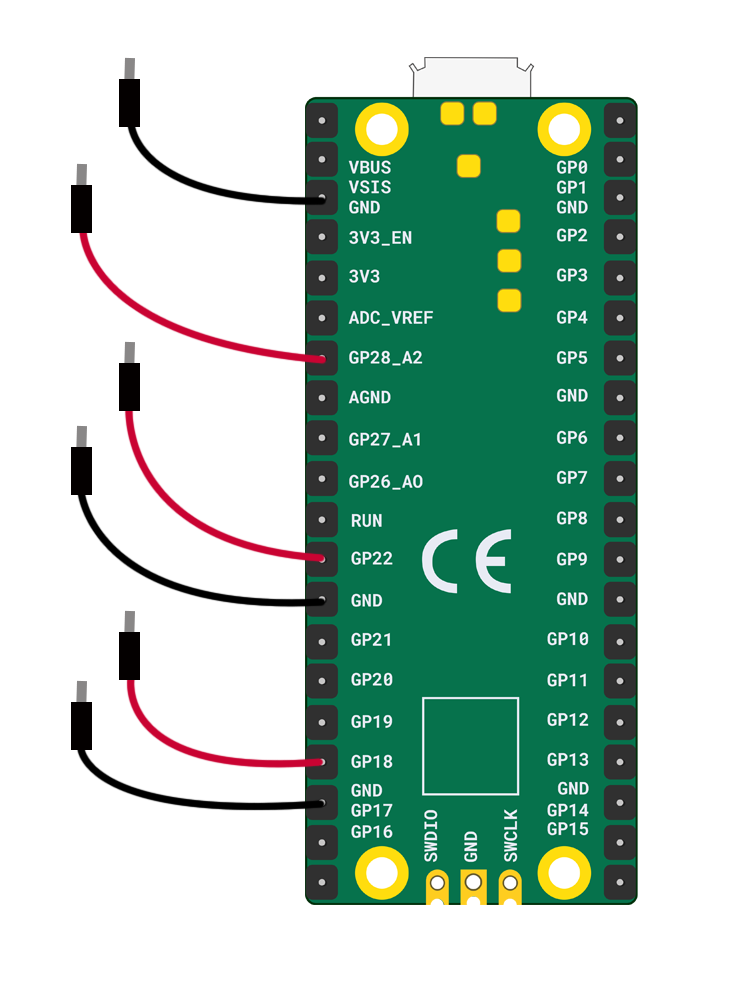 VBUS
VSIS
GND
3V3_EN
3V3
ADC_VREF
GP28_A2
AGND
GP27_A1
GP26_AO
RUN
GP22
GND
GP21
GP20
GP19
GP18
GND
GP17
GP16
GP0
GP1
GND
GP2
GP3
GP4
GP5
GND
GP6
GP7
GP8
GP9
GND
GP10
GP11
GP12
GP13
GND
GP14
GP15
CE
SWDIO
GND
SWCLK